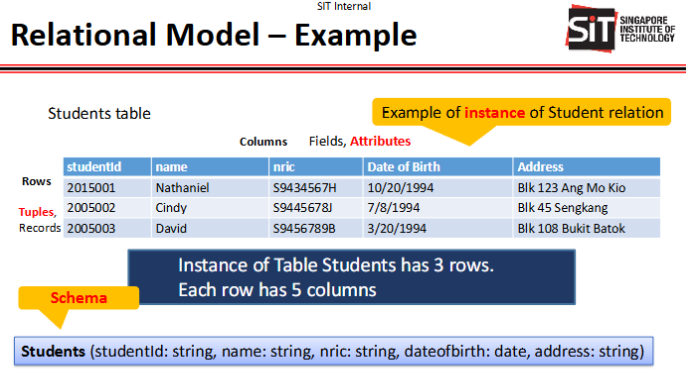 SIT Internal
Relational Model – Example
SiT SINGAPORE
INSTITUTE OF
TECHNOLOGY
Students table
Example of instance of Student relation
Columns Fields, Attributes
studentId name nric Date of Birth Address
Rows
2015001 Nathaniel S9434567H 10/20/1994 Blk 123 Ang Mo Kio
Tuples,
2005002 Cindy S9445678J 7/8/1994 Blk 45 Sengkang
Records
2005003 David S9456789B 3/20/1994 Blk 108 Bukit Batok
Instance of Table Students has 3 rows.
Each row has 5 columns
Schema
Students (studentId: string, name: string, nric: string, dateofbirth: date, address: string)